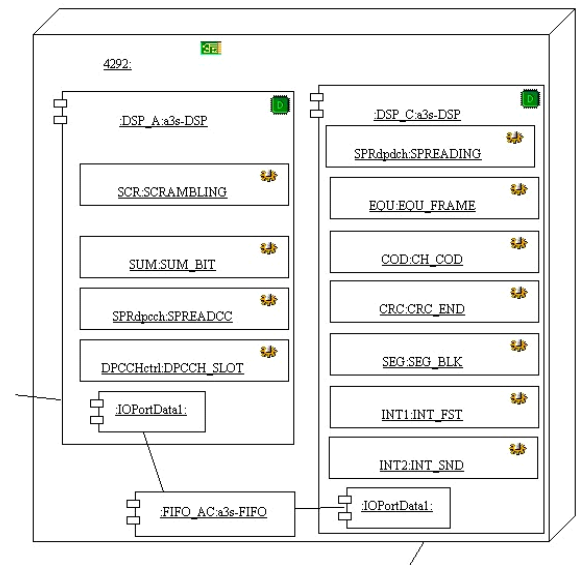 4292:
:DSP_A:a3s-DSP
SCR:SCRAMBLING
SUM:SUM_BIT
SPRdpcch:SPREADCC
DPCCHctrl:DPCCH_SLOT
:IOPortData1:
:DSP_C:a3s-DSP
SPRdpdch:SPREADING
EQU:EQU_FRAME
COD:CH_COD
CRC:CRC_END
SEG:SEG_BLK
INT1:INT_FST
INT2:INT_SND
:IOPortData1:
:FIFO_AC:a3s-FIFO
D
D